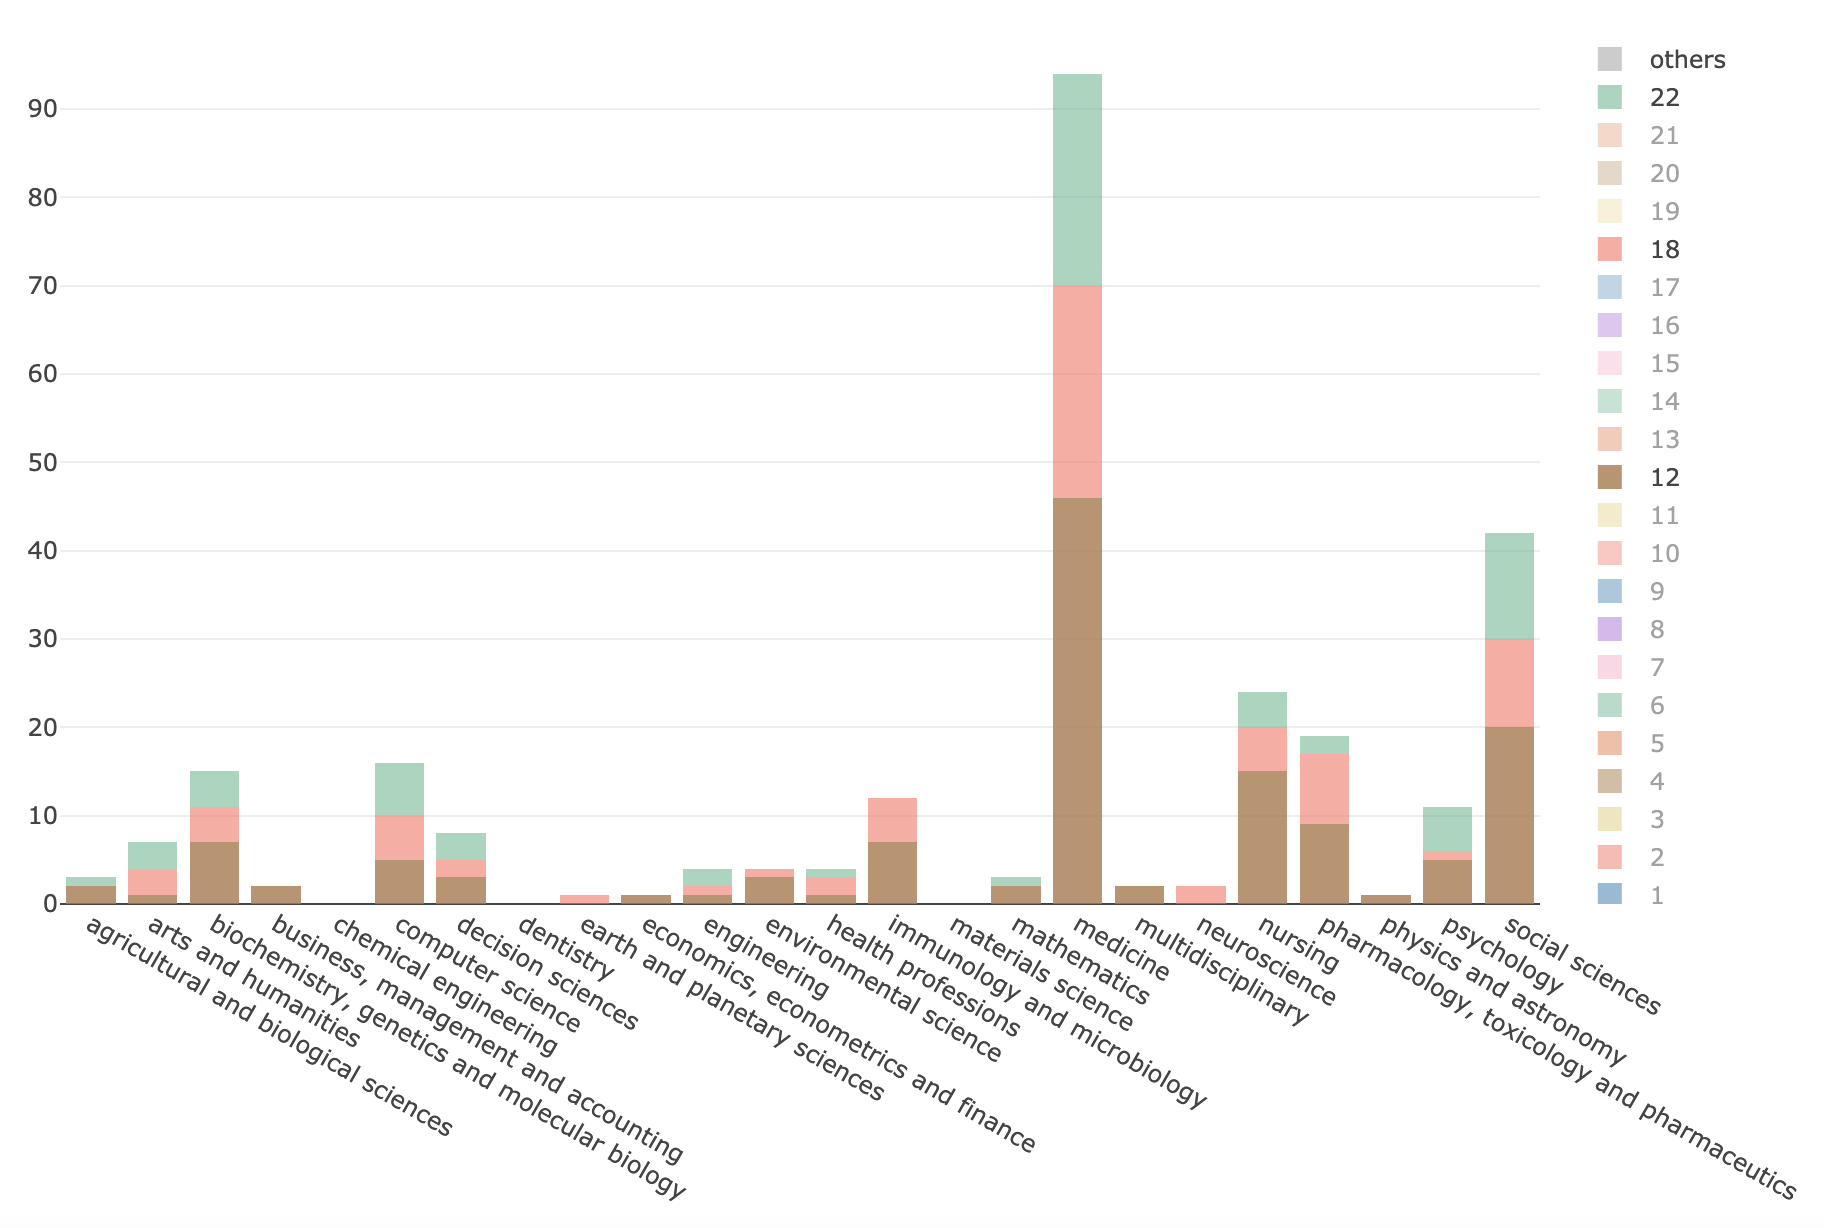 90
80
70
60
50
40
30
20
10
0
agricultural and biological sciences
arts and humanities
biochemistry, genetics and molecular biology
business, management and accounting
chemical engineering
computer science
decision sciences
dentistry
earth and planetary sciences
economics, econometrics and finance
engineering
environmental science
health professions
immunology and microbiology
materials science
mathematics
medicine
multidisciplinary
neuroscience
nursing
pharmacology, toxicology and pharmaceutics
physics and astronomy
psychology
social sciences
others
22
21
20
19
18
17
16
15
14
13
12
11
10
9
8
7
6
5
4
3
2
1